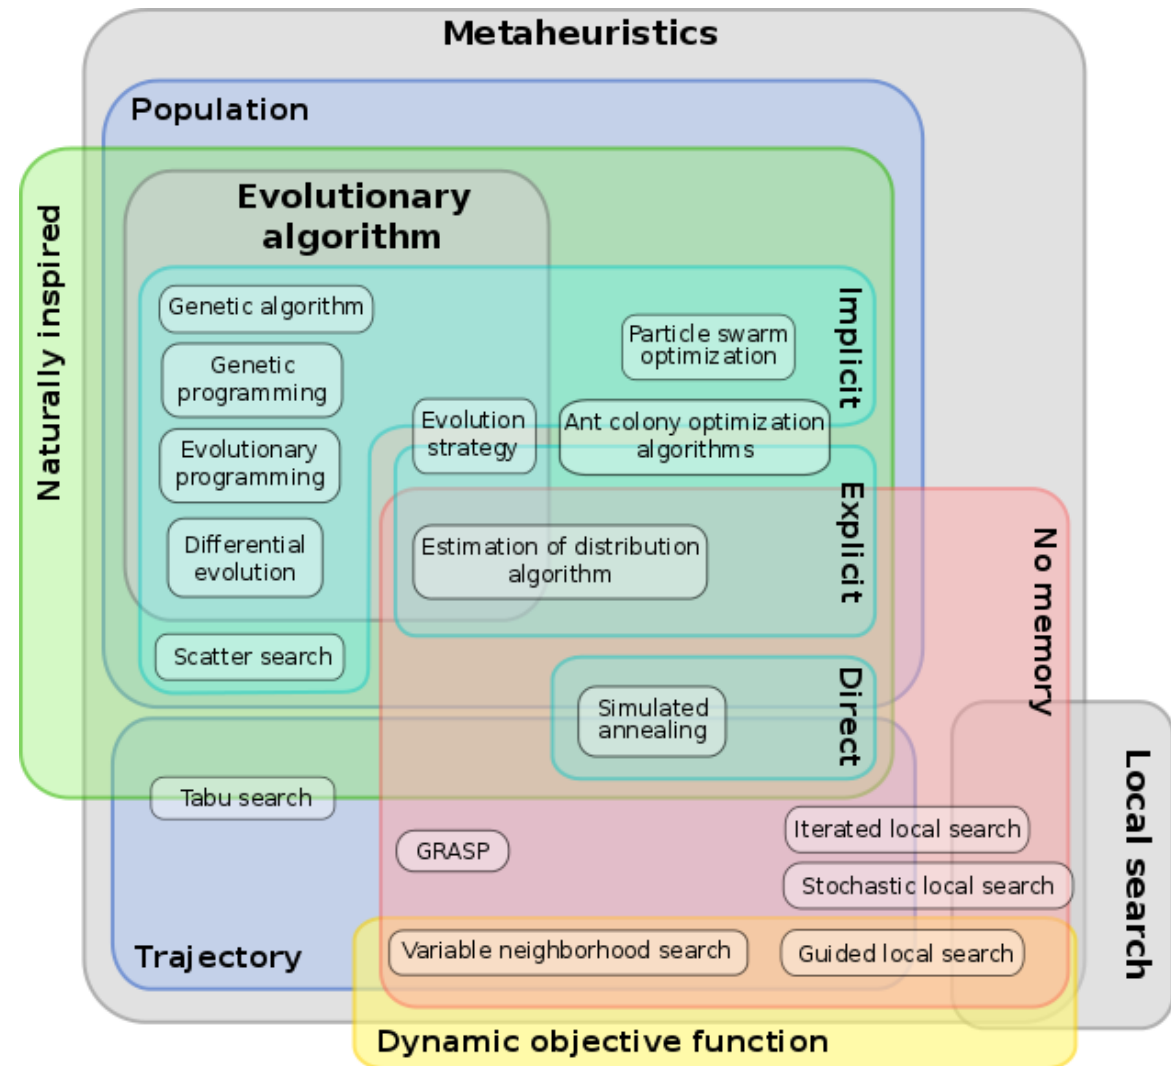 Metaheuristics
Population
Naturally inspired
Evolutionary
algorithm
Implicit
Genetic algorithm
Particle swarm
optimization
Genetic
programming
Evolution
strategy
Ant colony optimization
algorithms
Evolutionary
programming
Explicit
No memory
Differential
evolution
Estimation of distribution
algorithm
Scatter search
Direct
Simulated
annealing
Local search
Tabu search
Iterated local search
GRASP
Stochastic local search
Trajectory
Variable neighborhood search
Guided local search
Dynamic objective function